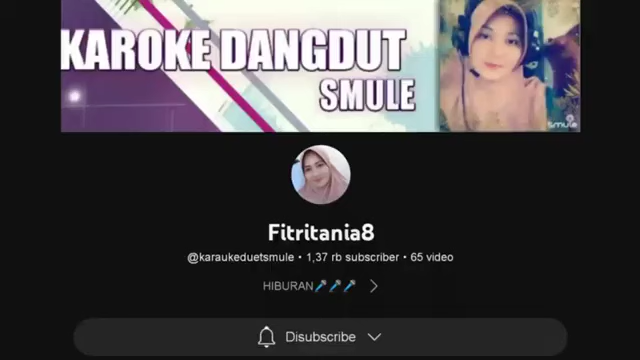 KAROKE DANGDUT
SMULE
smule
Fitritania8
@karaukeduetsmule • 1,37 rb subscriber • 65 video
HIBURAN🎤🎤🎤
Disubscribe